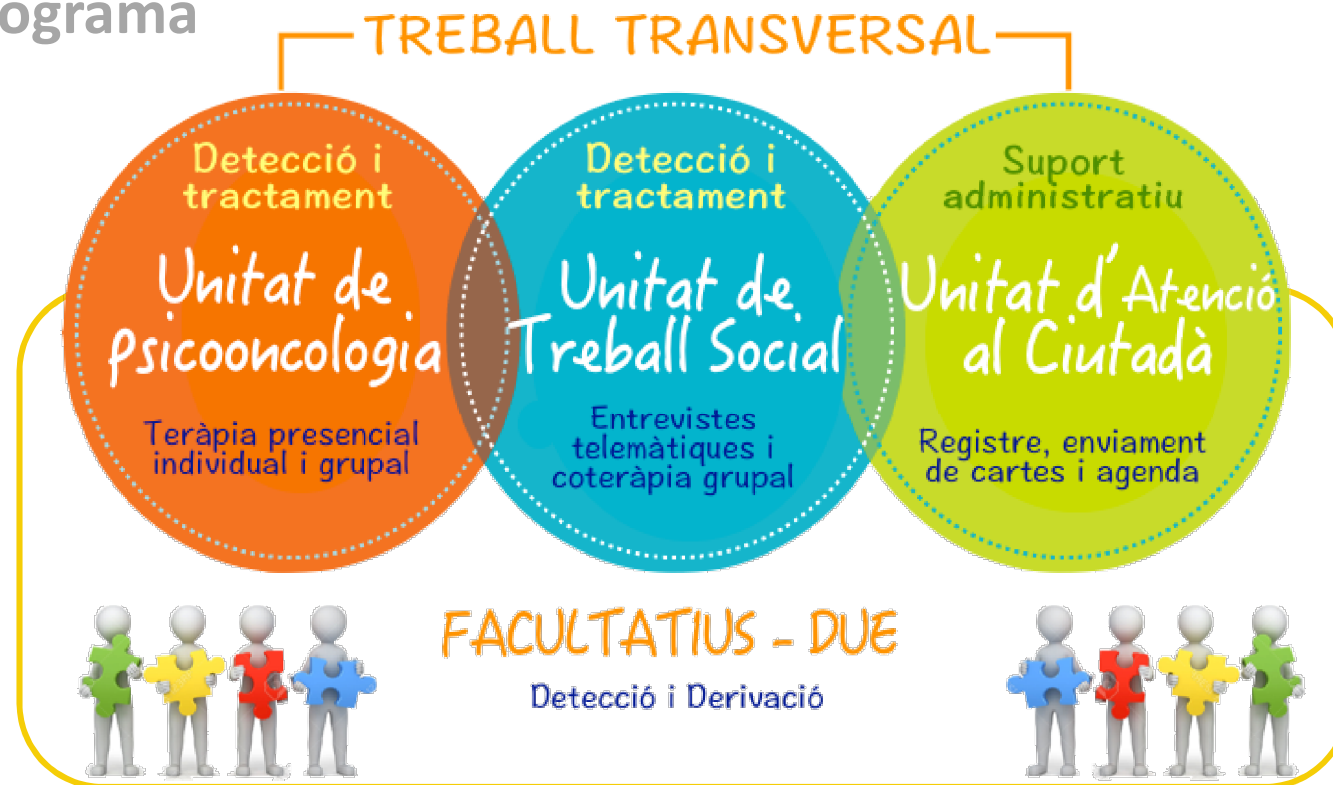 ograma
TREBALL TRANSVERSAL
Detecció i
tractament
Unitat de
psicooncologia
Teràpia presencial
individual i grupal
Detecció i
tractament
Unitat de
Treball Social
Entrevistes
telemàtiques i
coteràpia grupal
Suport
administratiu
Unitat d'Atenció
al Ciutadà
Registre, enviament
de cartes i agenda
FACULTATIUS - DUE
Detecció i Derivació